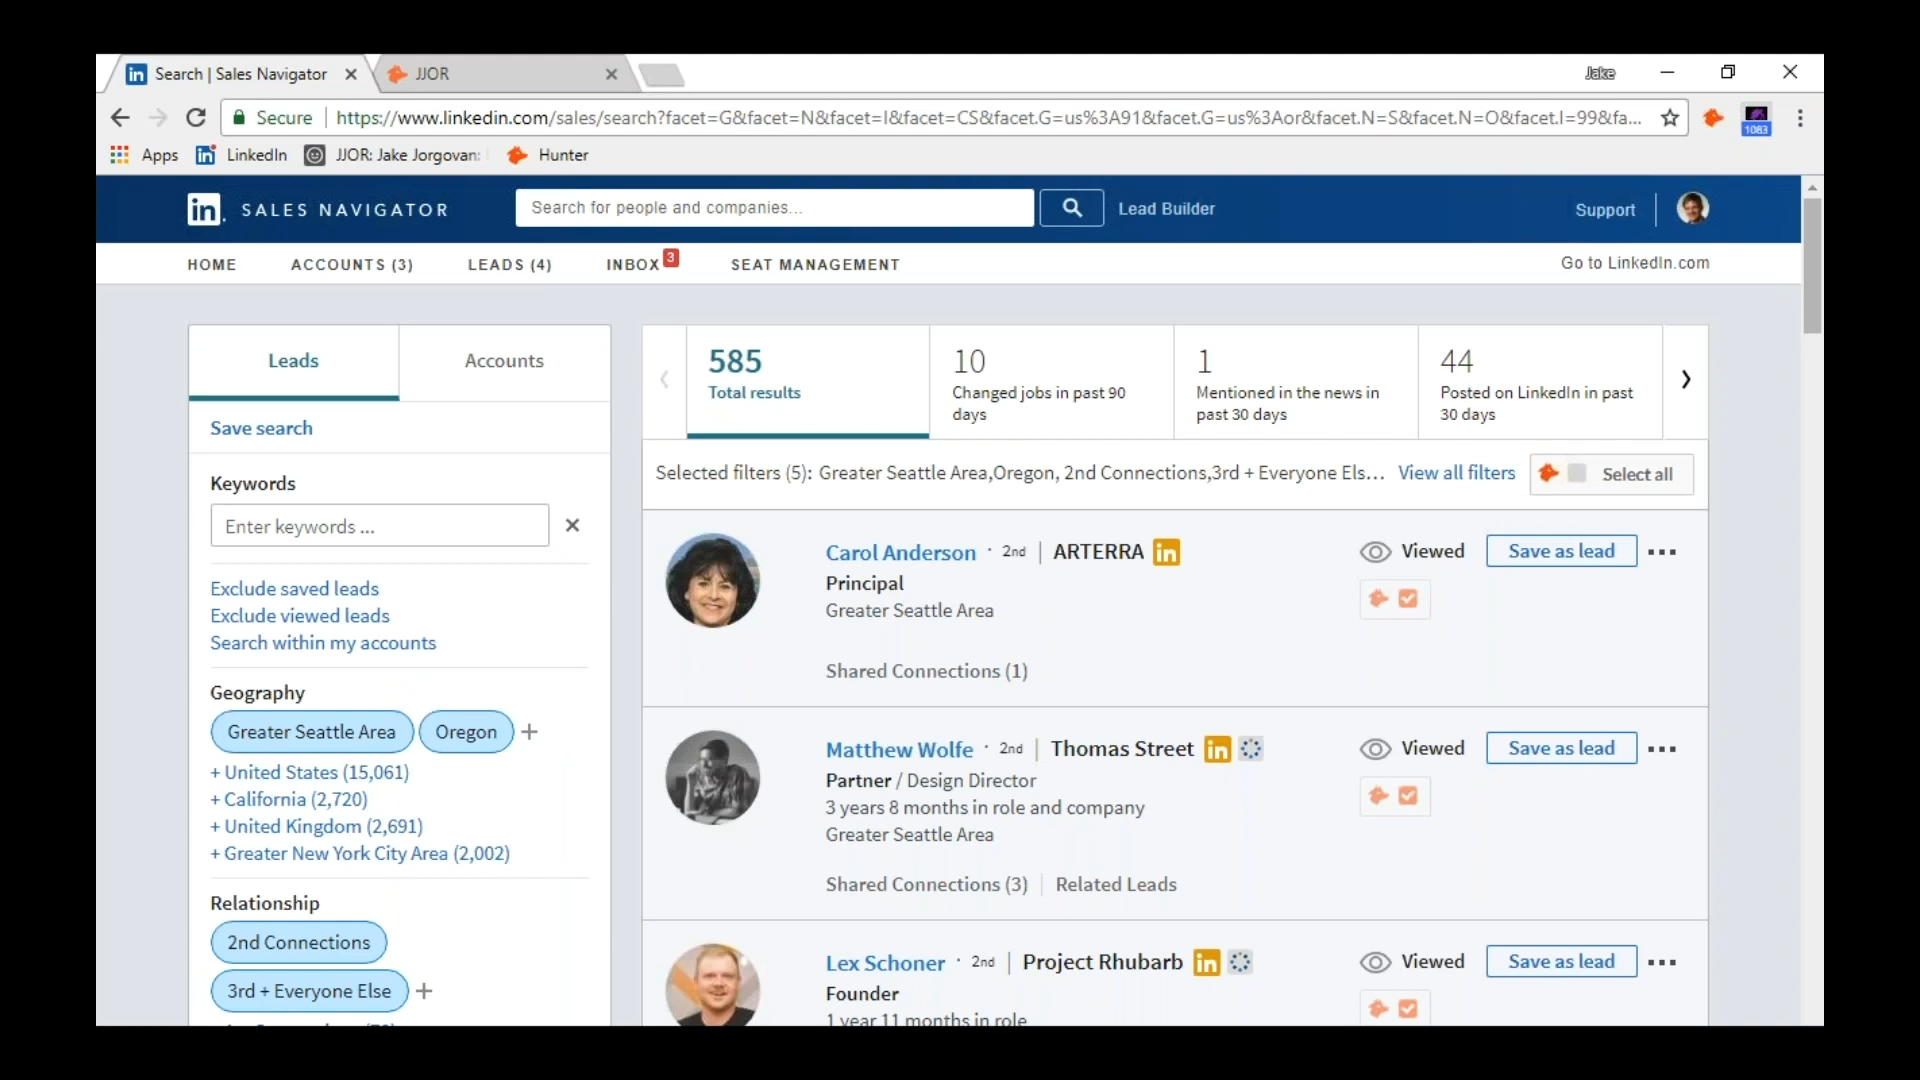 Search | Sales Navigator
JJOR
Jake
Secure
https://www.linkedin.com/sales/search?facet=G&facet=N&facet=I&facet=CS&facet.G=us%3A91&facet.G=us%3Aor&facet.N=S&facet.N=O&facet.I=99&fa...
1083
Apps
LinkedIn
JJOR: Jake Jorgovan:
Hunter
in
SALES NAVIGATOR
Search for people and companies...
Lead Builder
Support
HOME
ACCOUNTS (3)
LEADS (4)
INBOX 3
SEAT MANAGEMENT
Go to LinkedIn.com
Leads
Accounts
Save search
Keywords
Enter keywords ...
Exclude saved leads
Exclude viewed leads
Search within my accounts
Geography
Greater Seattle Area
Oregon
+ United States (15,061)
+ California (2,720)
+ United Kingdom (2,691)
+ Greater New York City Area (2,002)
Relationship
2nd Connections
3rd + Everyone Else
585
Total results
10
Changed jobs in past 90
days
1
Mentioned in the news in
past 30 days
44
Posted on LinkedIn in past
30 days
Selected filters (5): Greater Seattle Area,Oregon, 2nd Connections,3rd + Everyone Els...
View all filters
Select all
Carol Anderson · 2nd | ARTERRA in
Viewed
Save as lead
Principal
Greater Seattle Area
Shared Connections (1)
Matthew Wolfe · 2nd | Thomas Street in
Viewed
Save as lead
Partner / Design Director
3 years 8 months in role and company
Greater Seattle Area
Shared Connections (3)
Related Leads
Lex Schoner · 2nd | Project Rhubarb in
Viewed
Save as lead
Founder
1 year 11 months in role